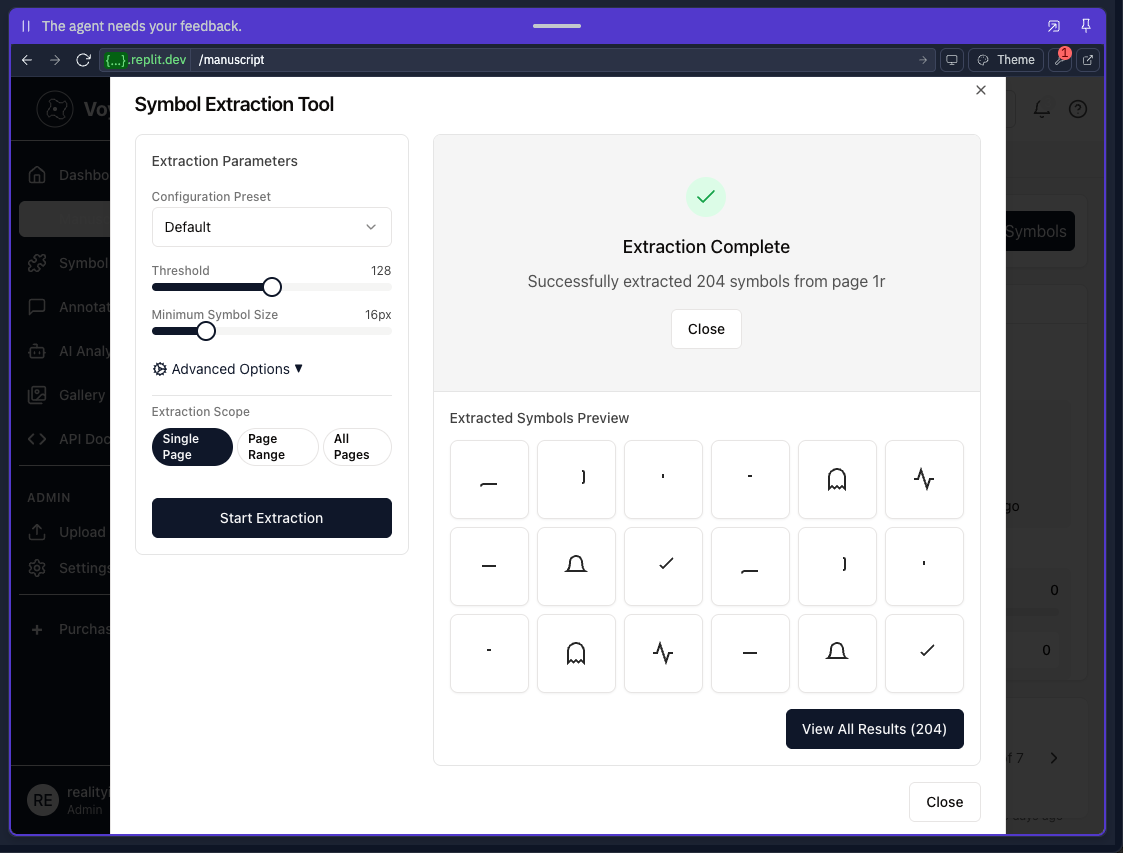 The agent needs your feedback.
{...}.replit.dev /manuscript
Theme
1
Symbol Extraction Tool
Extraction Parameters
Configuration Preset
Default
Threshold 128
Minimum Symbol Size 16px
Advanced Options ▼
Extraction Scope
Single Page
Page Range
All Pages
Start Extraction
Extraction Complete
Successfully extracted 204 symbols from page 1r
Close
Extracted Symbols Preview
View All Results (204)
Close
Voy
Dashbo
Symbol
Annotat
AI Analy
Gallery
API Doc
ADMIN
Upload
Settings
Purchas
RE
realityi
Admin
Symbols
go
0
0
of 7
days ago